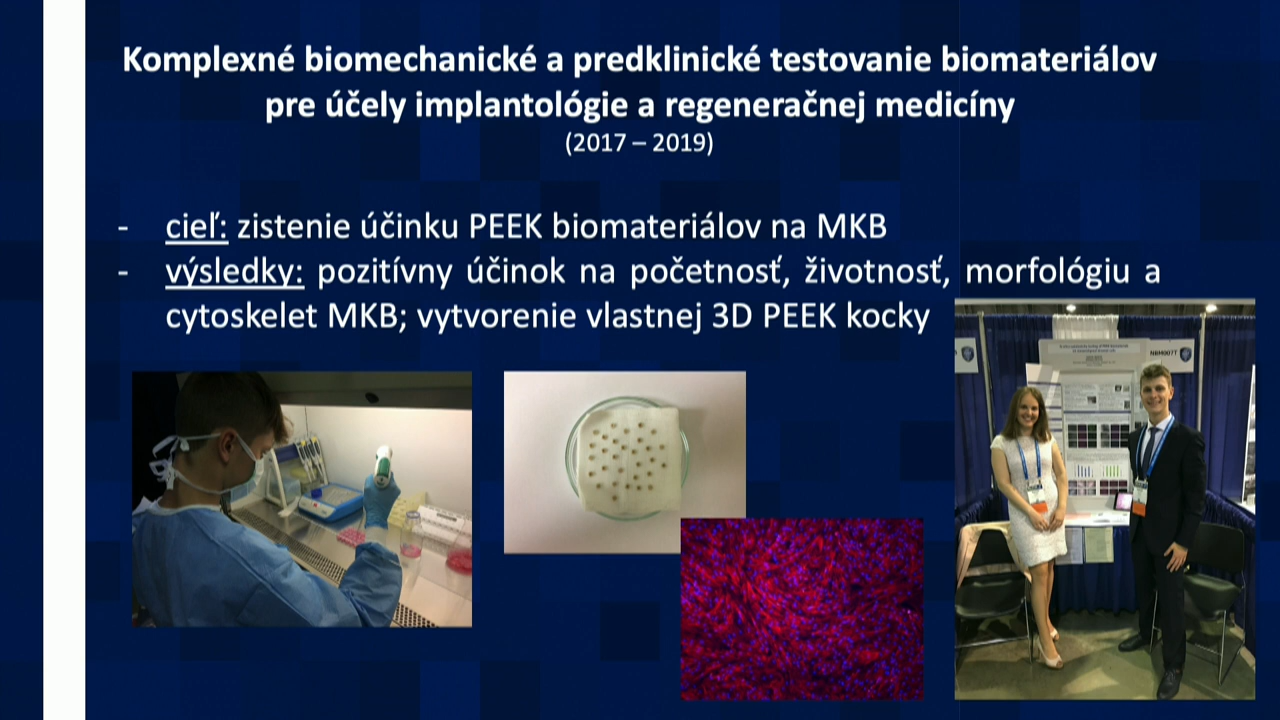 Komplexné biomechanické a predklinické testovanie biomateriálov
pre účely implantológie a regeneračnej medicíny
(2017 – 2019)
- cieľ: zistenie účinku PEEK biomateriálov na MKB
- výsledky: pozitívny účinok na početnosť, životnosť, morfológiu a
cytoskelet MKB; vytvorenie vlastnej 3D PEEK kocky
NBM007T